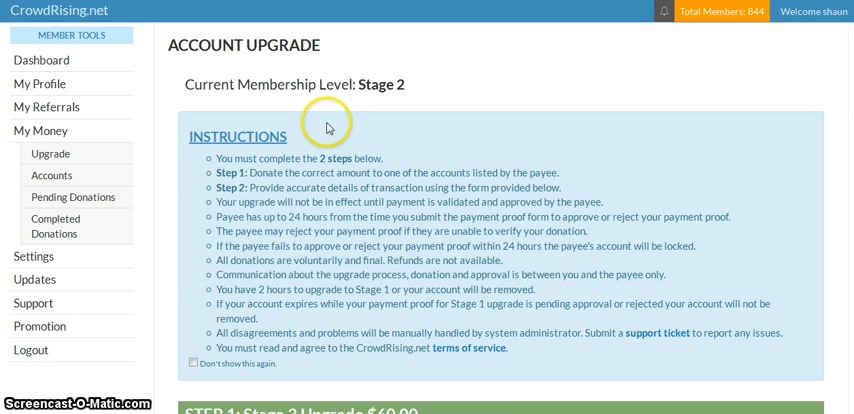 CrowdRising.net
Total Members: 844
Welcome shaun
MEMBER TOOLS
Dashboard
My Profile
My Referrals
My Money
Upgrade
Accounts
Pending Donations
Completed
Donations
Settings
Updates
Support
Promotion
Logout
ACCOUNT UPGRADE
Current Membership Level: Stage 2
INSTRUCTIONS
You must complete the 2 steps below.
Step 1: Donate the correct amount to one of the accounts listed by the payee.
Step 2: Provide accurate details of transaction using the form provided below.
Your upgrade will not be in effect until payment is validated and approved by the payee.
Payee has up to 24 hours from the time you submit the payment proof form to approve or reject your payment proof.
The payee may reject your payment proof if they are unable to verify your donation.
If the payee fails to approve or reject your payment proof within 24 hours the payee's account will be locked.
All donations are voluntarily and final. Refunds are not available.
Communication about the upgrade process, donation and approval is between you and the payee only.
You have 2 hours to upgrade to Stage 1 or your account will be removed.
If your account expires while your payment proof for Stage 1 upgrade is pending approval or rejected your account will not be
removed.
All disagreements and problems will be manually handled by system administrator. Submit a support ticket to report any issues.
You must read and agree to the CrowdRising.net terms of service.
Don't show this again.
STEP 1: Stage 3 Upgrade $60.00
Screencast-O-Matic.com